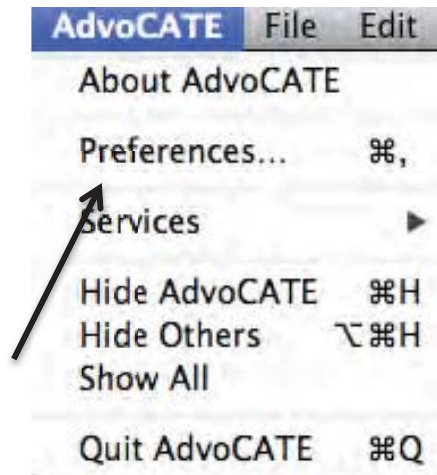 AdvoCATE File Edit
About AdvoCATE
Preferences... ⌘,
Services ▶
Hide AdvoCATE ⌘H
Hide Others ⌥⌘H
Show All
Quit AdvoCATE ⌘Q